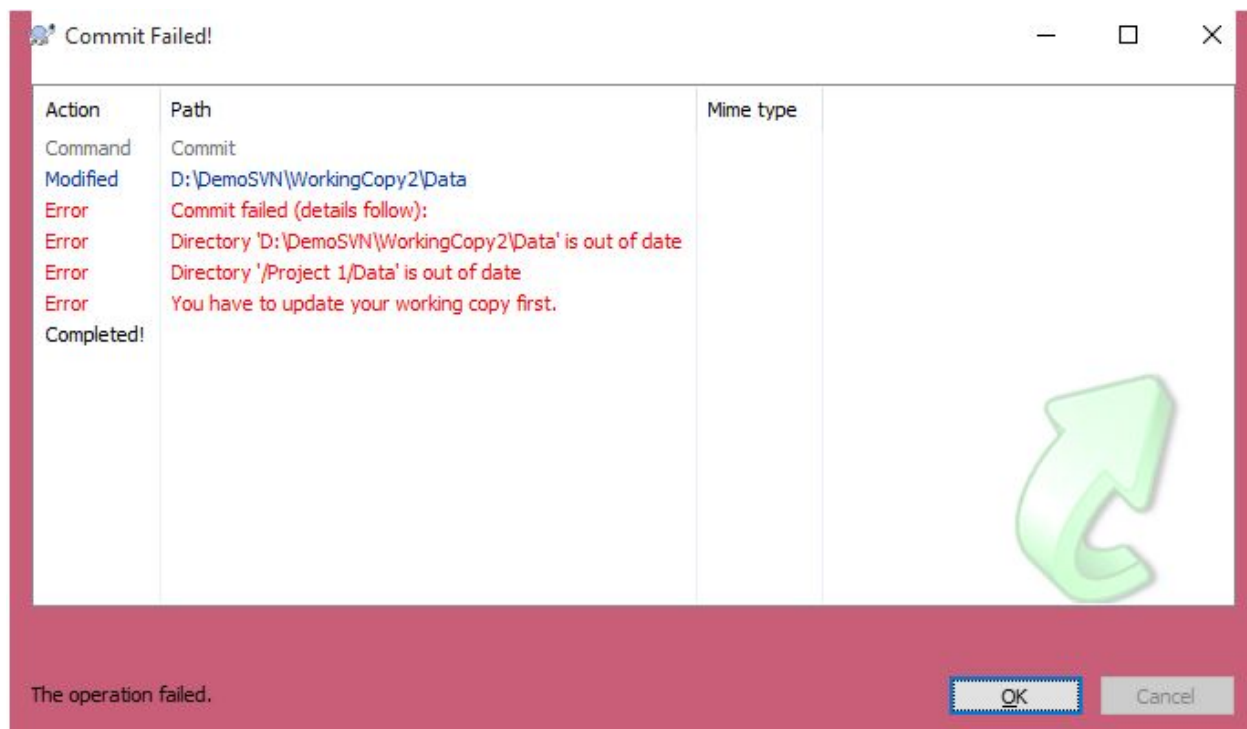 Commit Failed!
Action Path Mime type
Command Commit
Modified D:\DemoSVN\WorkingCopy2\Data
Error Commit failed (details follow):
Error Directory 'D:\DemoSVN\WorkingCopy2\Data' is out of date
Error Directory '/Project 1/Data' is out of date
Error You have to update your working copy first.
Completed!
The operation failed.
OK Cancel